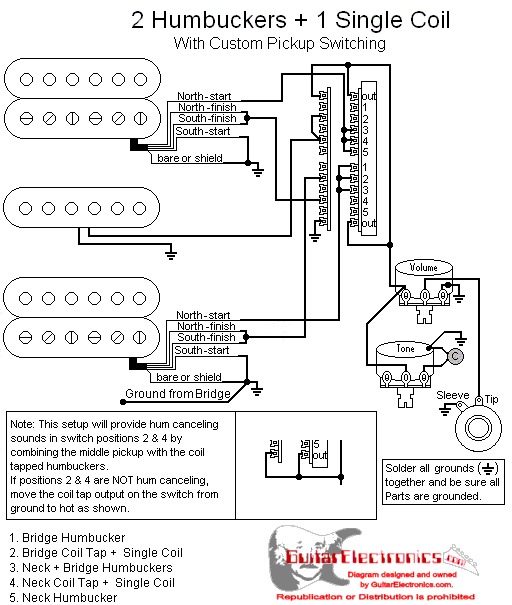 2 Humbuckers + 1 Single Coil
With Custom Pickup Switching
North-start
North-finish
South-finish
South-start
bare or shield
out
1
2
3
4
5
1
2
3
4
5
out
Volume
North-start
North-finish
South-finish
South-start
bare or shield
Ground from Bridge
Tone
C
Sleeve
Tip
Note: This setup will provide hum canceling
sounds in switch positions 2 & 4 by
combining the middle pickup with the coil
tapped humbuckers.
If positions 2 & 4 are NOT hum canceling,
move the coil tap output on the switch from
ground to hot as shown.
5
out
Solder all grounds ( )
together and be sure all
Parts are grounded.
1. Bridge Humbucker
2. Bridge Coil Tap + Single Coil
3. Neck + Bridge Humbuckers
4. Neck Coil Tap + Single Coil
5. Neck Humbucker
GuitarElectronics.com
Diagram designed and owned
by GuitarElectronics.com.
Republication or Distribution is prohibited